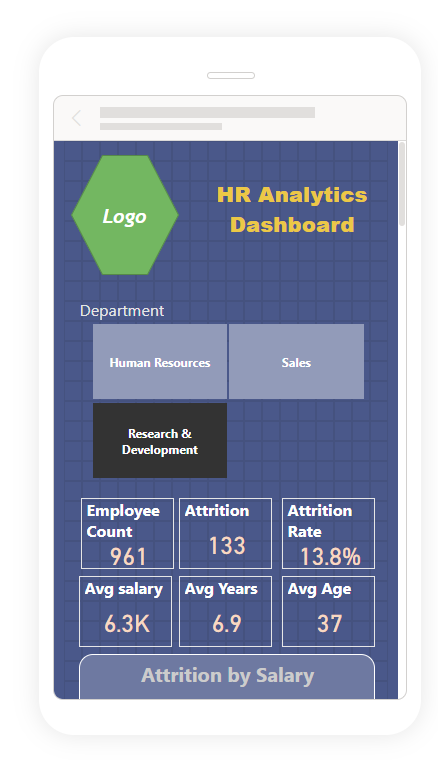 Logo
HR Analytics
Dashboard
Department
Human Resources
Sales
Research &
Development
Employee
Count
961
Attrition
133
Attrition
Rate
13.8%
Avg salary
6.3K
Avg Years
6.9
Avg Age
37
Attrition by Salary